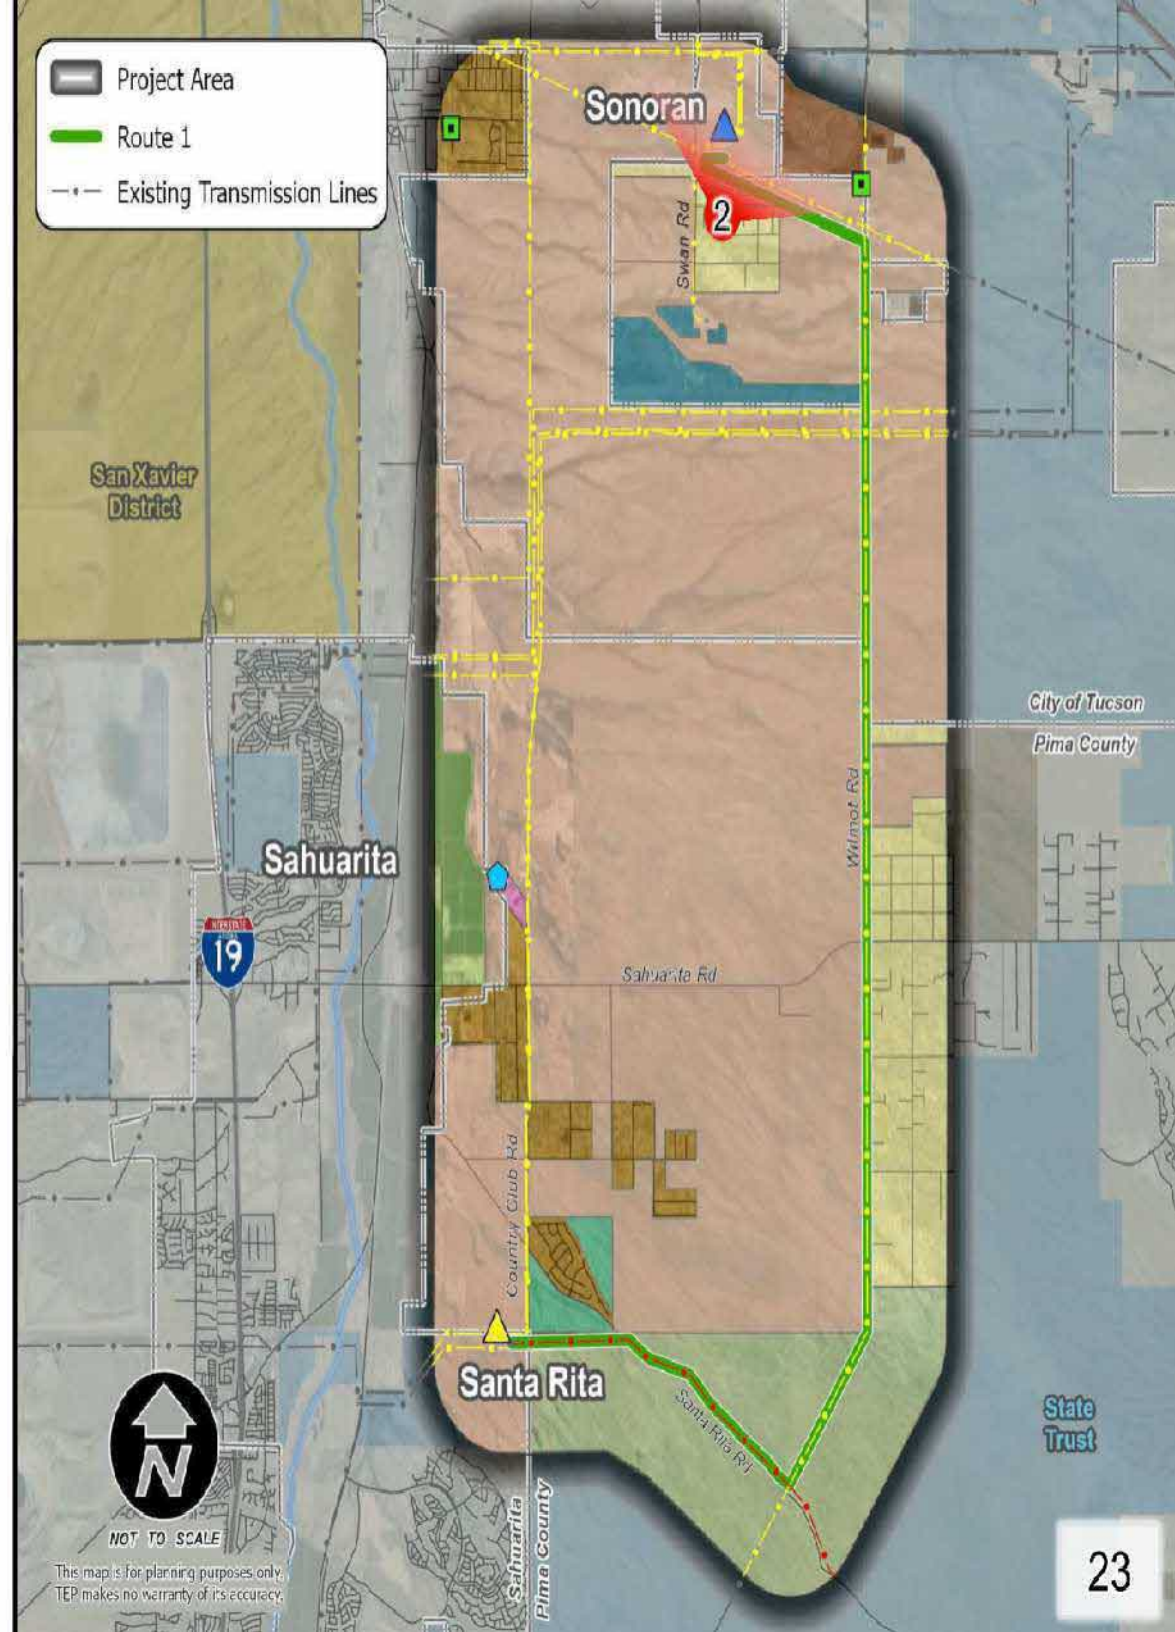 Project Area
Route 1
Existing Transmission Lines
Sonoran
2
Swan Rd
San Xavier
District
City of Tucson
Pima County
Wilmot Rd
Sahuarita
INTERSTATE
19
Sahuarita Rd
Country Club Rd
Santa Rita
Santa Rita Rd
State
Trust
N
NOT TO SCALE
This map is for planning purposes only.
TEP makes no warranty of its accuracy.
Sahuarita
Pima County
23